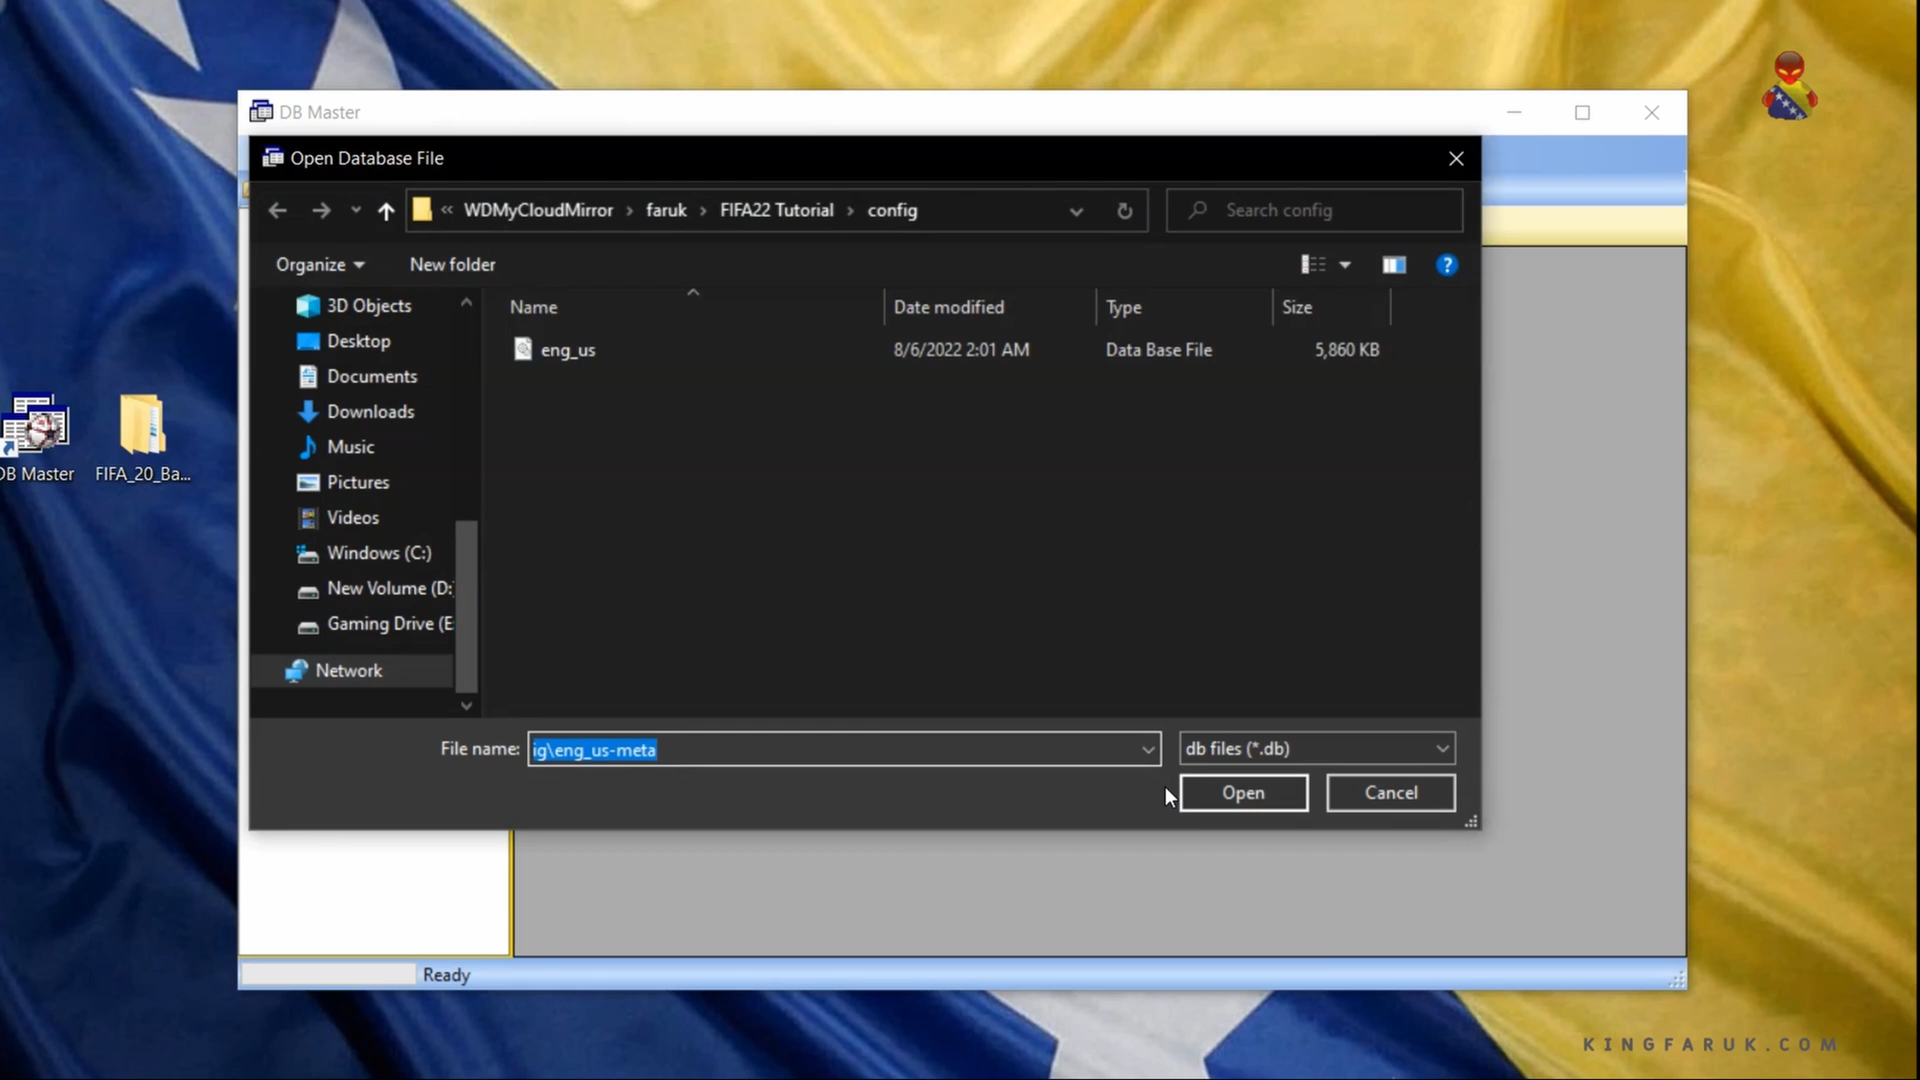 DB Master
Open Database File
« WDMyCloudMirror › faruk › FIFA22 Tutorial › config
Search config
Organize
New folder
?
Name
Date modified
Type
Size
eng_us
8/6/2022 2:01 AM
Data Base File
5,860 KB
3D Objects
Desktop
Documents
Downloads
Music
Pictures
Videos
Windows (C:)
New Volume (D:
Gaming Drive (E
Network
File name:
ig\eng_us-meta
db files (*.db)
Open
Cancel
Ready
DB Master
FIFA_20_Ba...
KINGFARUK.COM